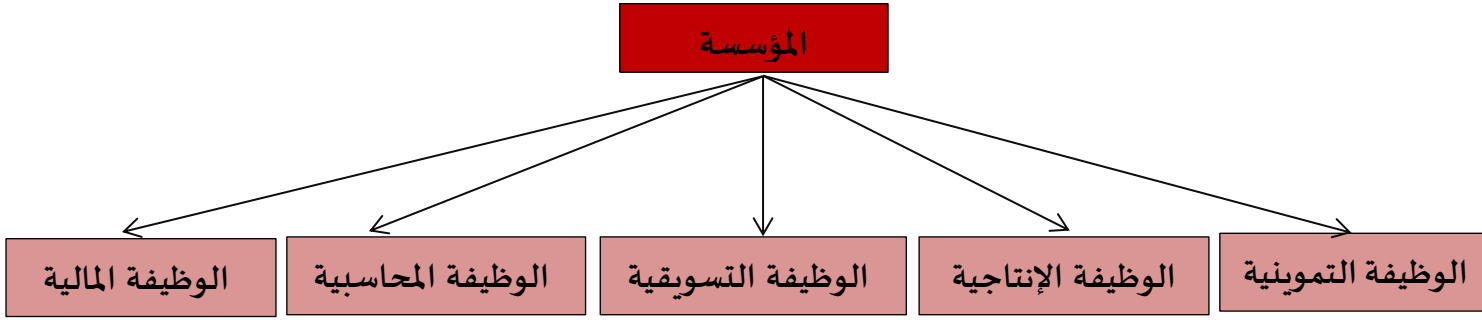 المؤسسة
الوظيفة التموينية
الوظيفة الإنتاجية
الوظيفة التسويقية
الوظيفة المحاسبية
الوظيفة المالية